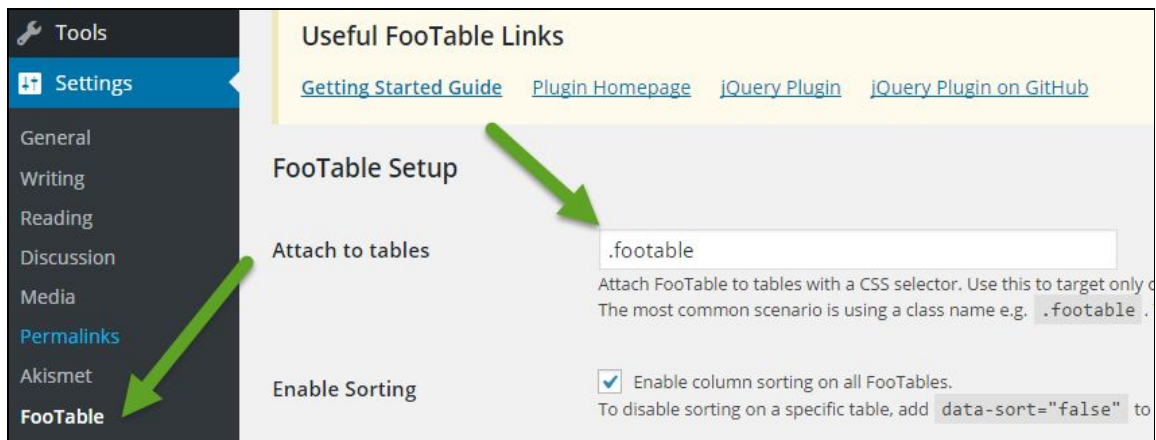 Tools
Settings
General
Writing
Reading
Discussion
Media
Permalinks
Akismet
FooTable
Useful FooTable Links
Getting Started Guide Plugin Homepage jQuery Plugin jQuery Plugin on GitHub
FooTable Setup
Attach to tables
.footable
Attach FooTable to tables with a CSS selector. Use this to target only
The most common scenario is using a class name e.g. .footable .
Enable Sorting
Enable column sorting on all FooTables.
To disable sorting on a specific table, add data-sort="false" to